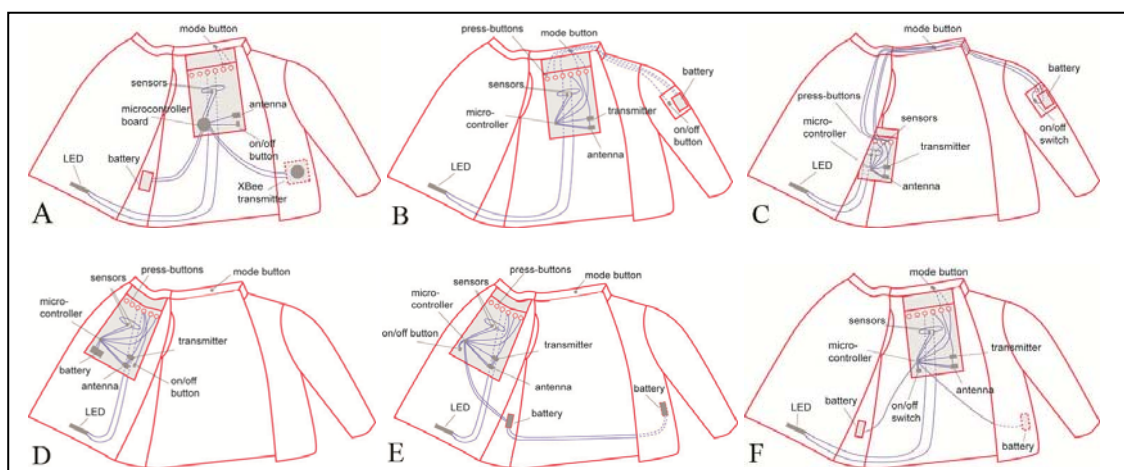 mode button
sensors
microcontroller
board
antenna
on/off
button
LED
battery
XBee
transmitter
A
press-buttons
mode button
battery
sensors
micro-
controller
transmitter
on/off
button
antenna
LED
B
mode button
battery
press-buttons
sensors
on/off
switch
micro-
controller
LED
transmitter
antenna
C
press-buttons
sensors
mode button
micro-
controller
transmitter
battery
antenna
on/off
button
LED
D
press-buttons
sensors
mode button
micro-
controller
on/off button
transmitter
antenna
battery
LED
battery
E
mode button
sensors
micro-
controller
transmitter
antenna
battery
on/off
switch
LED
battery
F